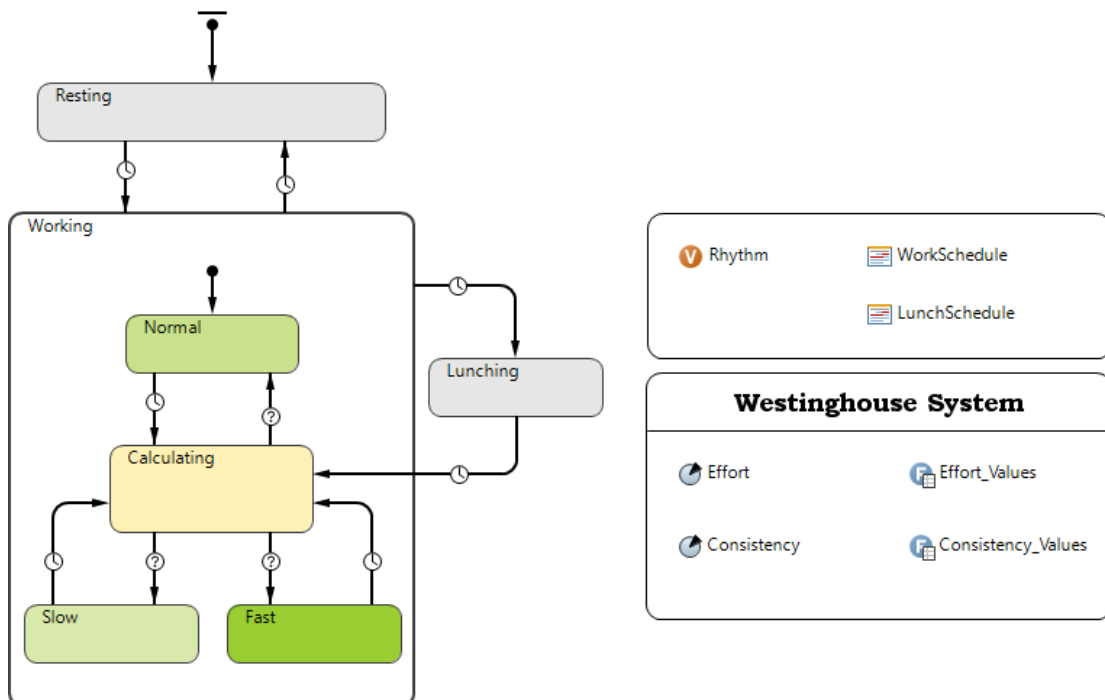 Resting
Working
Normal
Calculating
Slow
Fast
Lunching
V Rhythm
WorkSchedule
LunchSchedule
Westinghouse System
Effort
F Effort_Values
Consistency
F Consistency_Values
? 
?
?